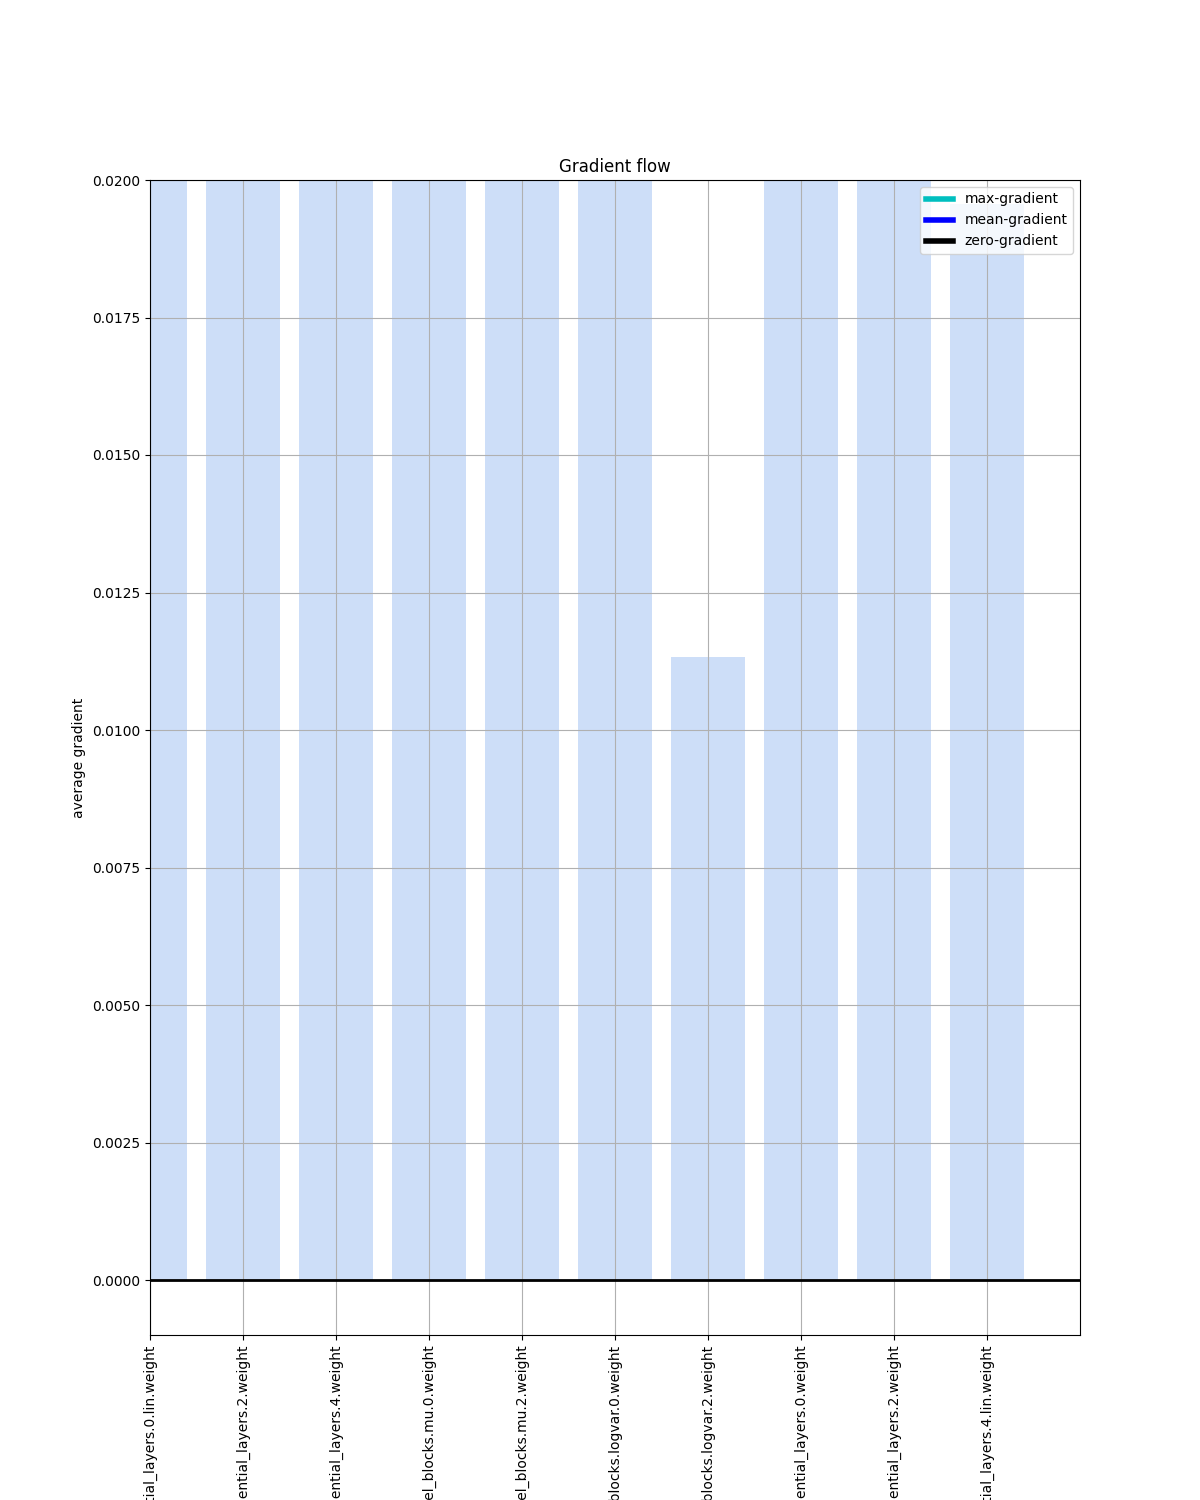 Gradient flow
max-gradient
mean-gradient
zero-gradient
0.0200
0.0175
0.0150
0.0125
0.0100
0.0075
0.0050
0.0025
0.0000
average gradient
tial_layers.0.lin.weight
ential_layers.2.weight
ential_layers.4.weight
el_blocks.mu.0.weight
el_blocks.mu.2.weight
blocks.logvar.0.weight
blocks.logvar.2.weight
ential_layers.0.weight
ential_layers.2.weight
tial_layers.4.lin.weight